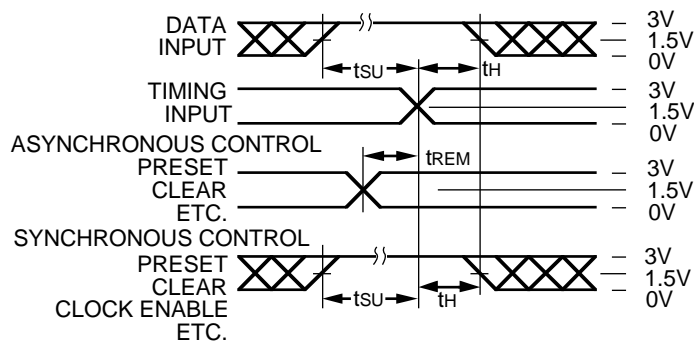 DATA INPUT
3V
1.5V
0V
tSU
tH
TIMING INPUT
3V
1.5V
0V
ASYNCHRONOUS CONTROL
tREM
PRESET
CLEAR
ETC.
3V
1.5V
0V
SYNCHRONOUS CONTROL
PRESET
CLEAR
CLOCK ENABLE
ETC.
tSU
tH
3V
1.5V
0V